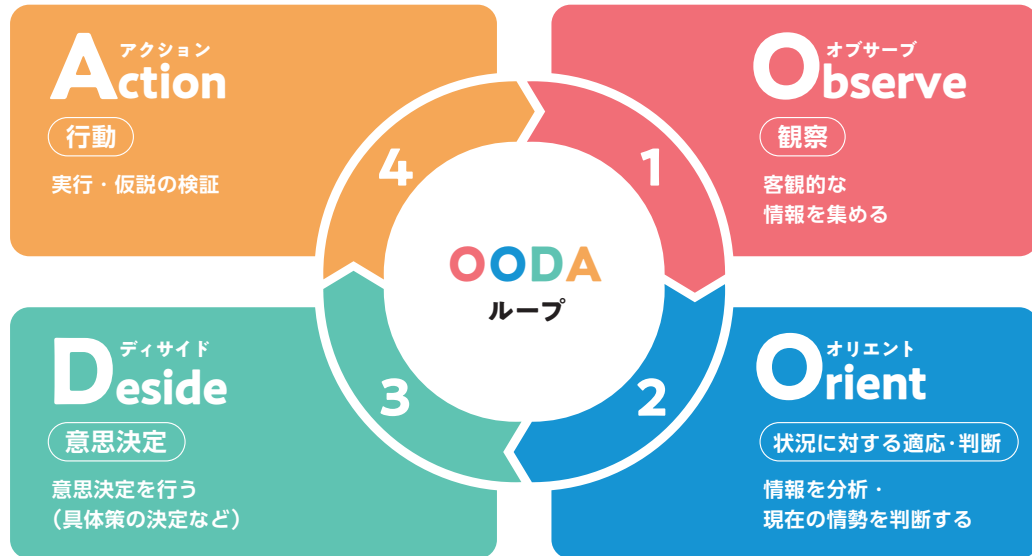 アクション
Action
行動
実行・仮説の検証
オブサーブ
Observe
観察
客観的な
情報を集める
4
1
OODA
ループ
3
2
ディサイド
Deside
意思決定
意思決定を行う
(具体策の決定など)
オリエント
Orient
状況に対する適応・判断
情報を分析・
現在の情勢を判断する